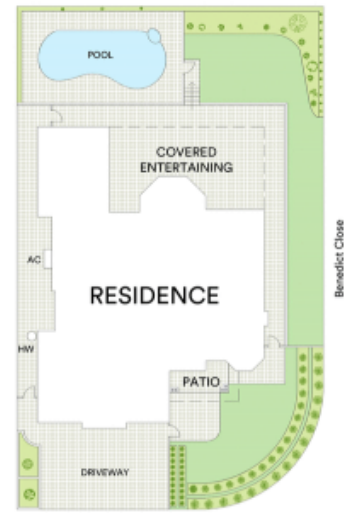 POOL
COVERED
ENTERTAINING
AC
RESIDENCE
Benedict Close
HW
PATIO
DRIVEWAY